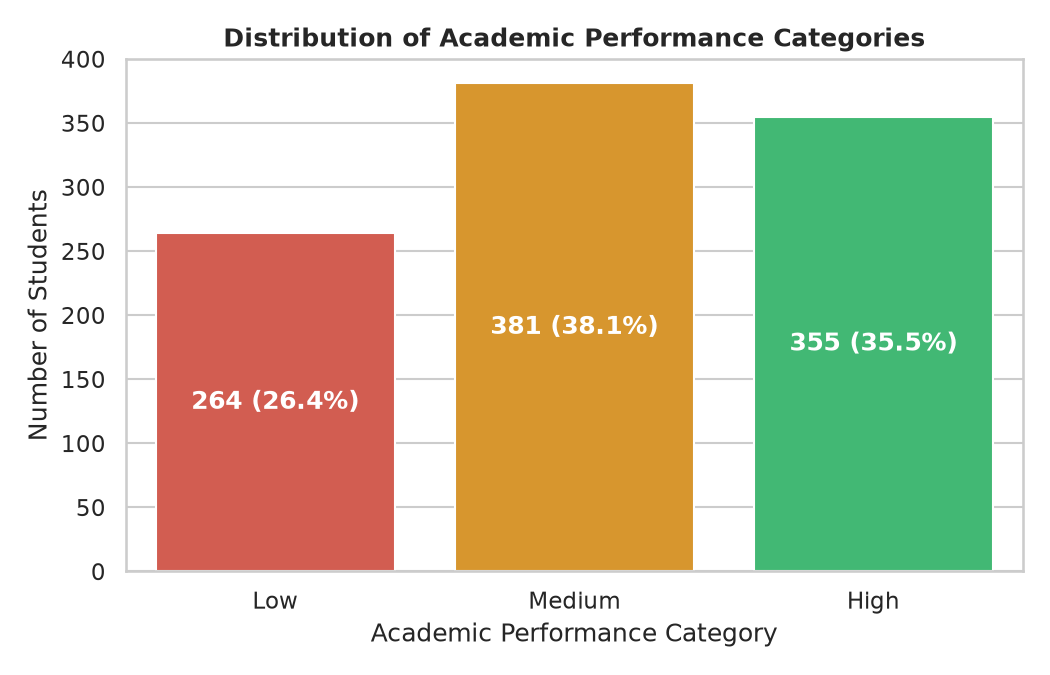 Distribution of Academic Performance Categories
Number of Students
400
350
300
250
200
150
100
50
0
264 (26.4%)
381 (38.1%)
355 (35.5%)
Low
Medium
High
Academic Performance Category